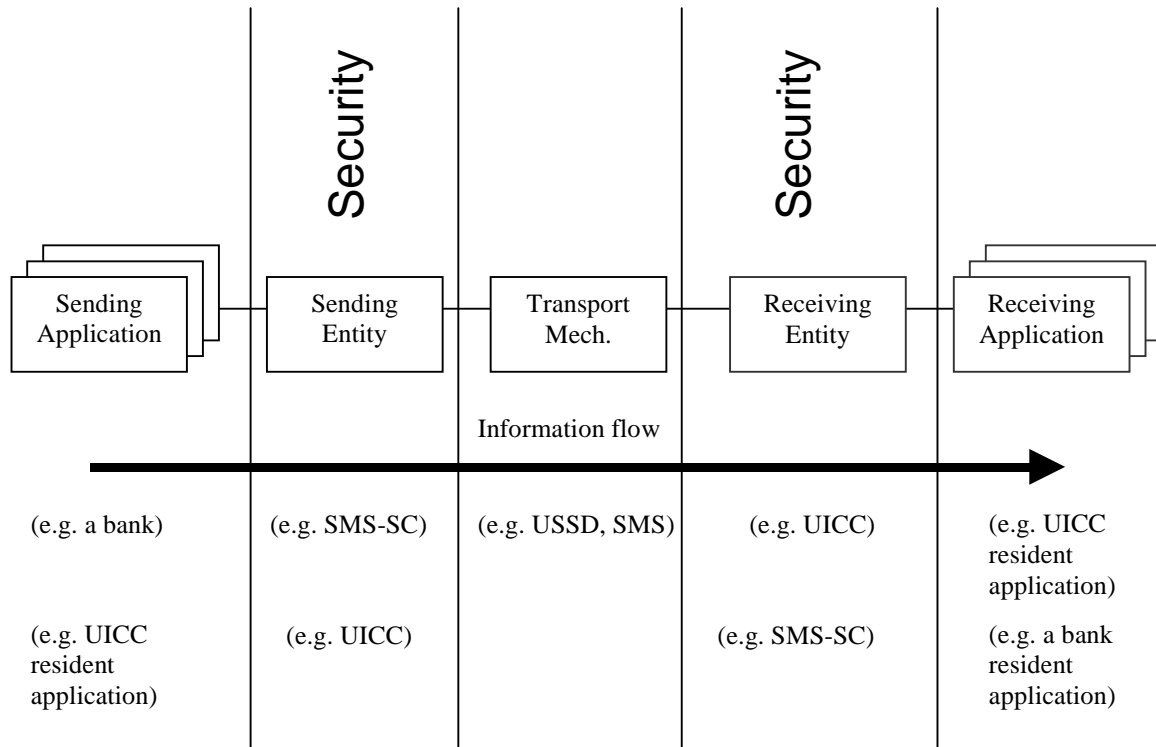 Security
Security
Sending
Application
Sending
Entity
Transport
Mech.
Receiving
Entity
Receiving
Application
Information flow
(e.g. a bank)
(e.g. SMS-SC)
(e.g. USSD, SMS)
(e.g. UICC)
(e.g. UICC
resident
application)
(e.g. UICC
resident
application)
(e.g. UICC)
(e.g. SMS-SC)
(e.g. a bank
resident
application)